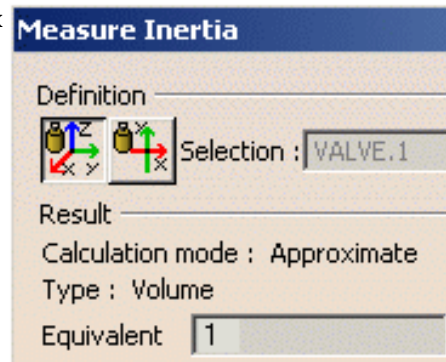 Measure Inertia
Definition
Z
x y
Y
x
Selection : VALVE.1
Result
Calculation mode : Approximate
Type : Volume
Equivalent 1